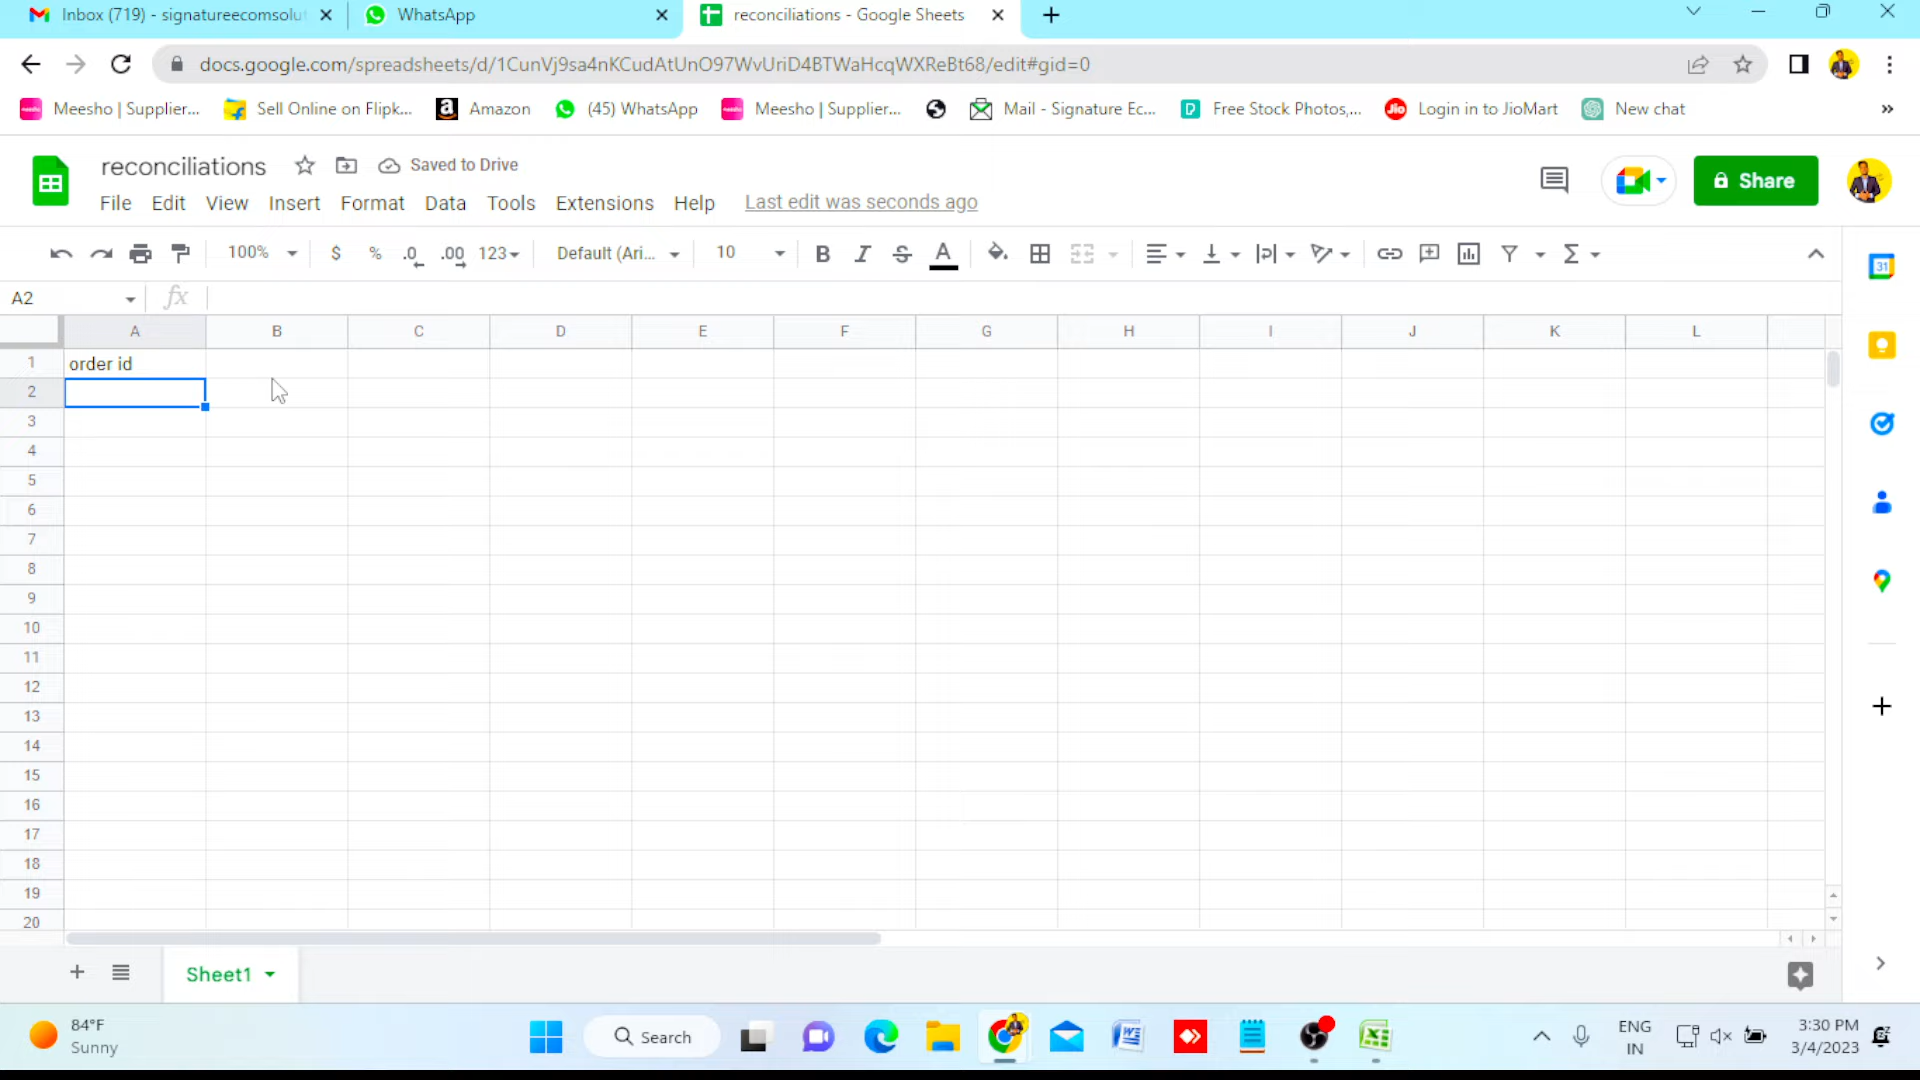 Inbox (719) - signatureecomsolut
WhatsApp
reconciliations - Google Sheets
docs.google.com/spreadsheets/d/1CunVj9sa4nKCudAtUnO97WvUriD4BTWaHcqWXReBt68/edit#gid=0
Meesho | Supplier...
Sell Online on Flipk...
Amazon
(45) WhatsApp
Meesho | Supplier...
Mail - Signature Ec...
Free Stock Photos,...
Login in to JioMart
New chat
»
reconciliations
Saved to Drive
File Edit View Insert Format Data Tools Extensions Help
Last edit was seconds ago
Share
100% $ % .0 .00 123 Default (Ari... 10 B I S A Σ
31
A2 fx
A B C D E F G H I J K L
1 order id
2
3
4
5
6
7
8
9
10
11
12
13
14
15
16
17
18
19
20
Sheet1
84°F
Sunny
Search
ENG
IN
3:30 PM
3/4/2023